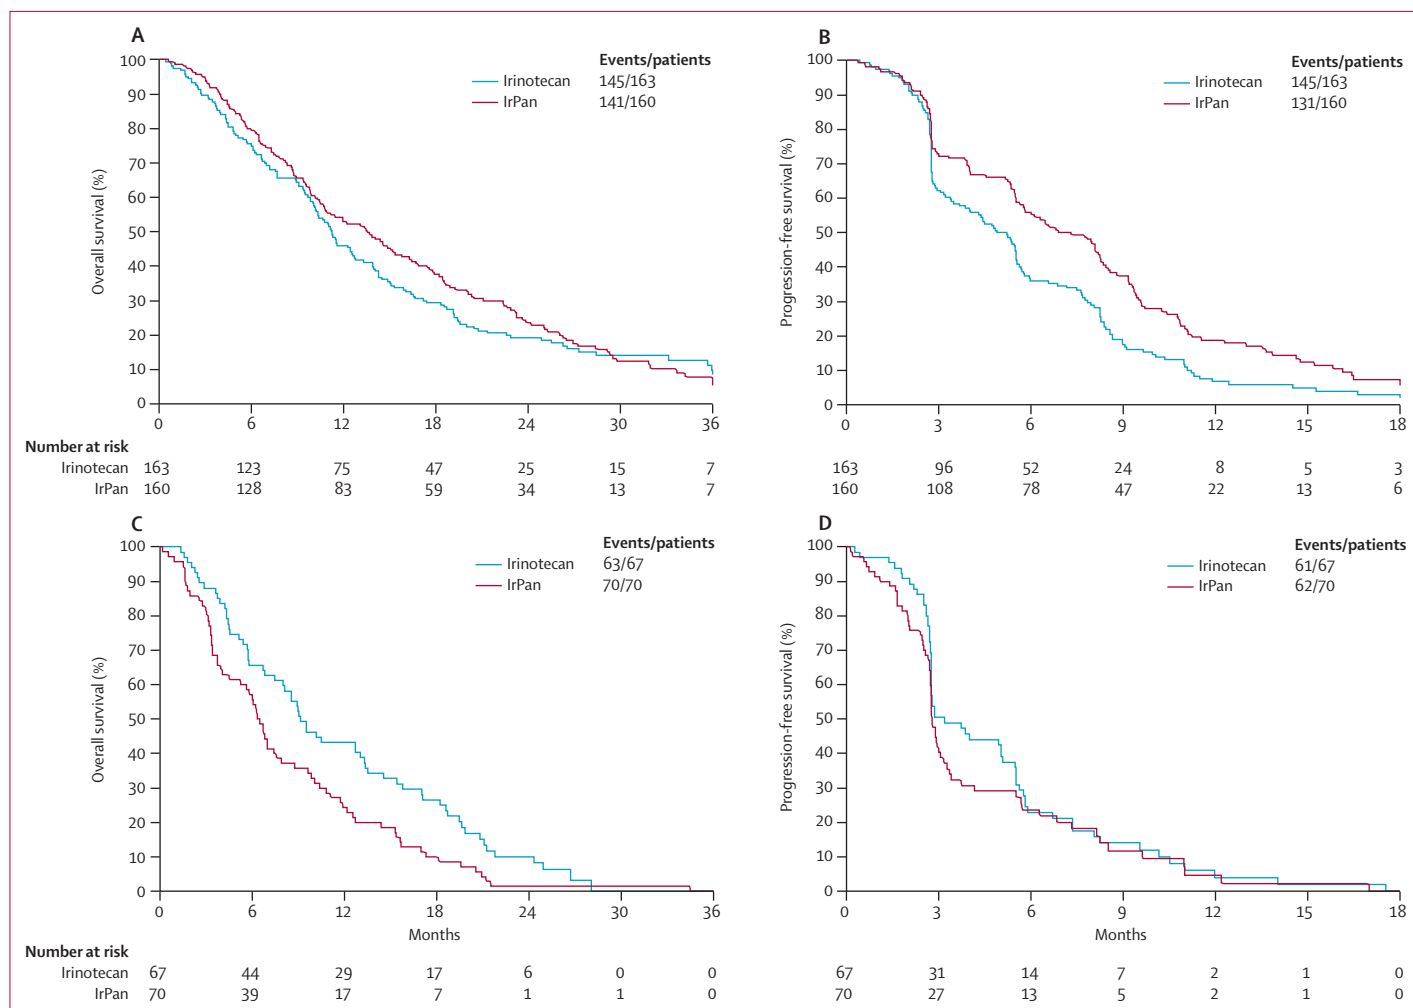 A
Events/patients
Irinotecan 145/163
IrPan 141/160
Overall survival (%)
100
90
80
70
60
50
40
30
20
10
0
0 6 12 18 24 30 36
Number at risk
Irinotecan 163 123 75 47 25 15 7
IrPan 160 128 83 59 34 13 7
B
Events/patients
Irinotecan 145/163
IrPan 131/160
Progression-free survival (%)
100
90
80
70
60
50
40
30
20
10
0
0 3 6 9 12 15 18
163 96 52 24 8 5 3
160 108 78 47 22 13 6
C
Events/patients
Irinotecan 63/67
IrPan 70/70
Overall survival (%)
100
90
80
70
60
50
40
30
20
10
0
0 6 12 18 24 30 36
Months
Number at risk
Irinotecan 67 44 29 17 6 0 0
IrPan 70 39 17 7 1 1 0
D
Events/patients
Irinotecan 61/67
IrPan 62/70
Progression-free survival (%)
100
90
80
70
60
50
40
30
20
10
0
0 3 6 9 12 15 18
Months
67 31 14 7 2 1 0
70 27 13 5 2 1 0